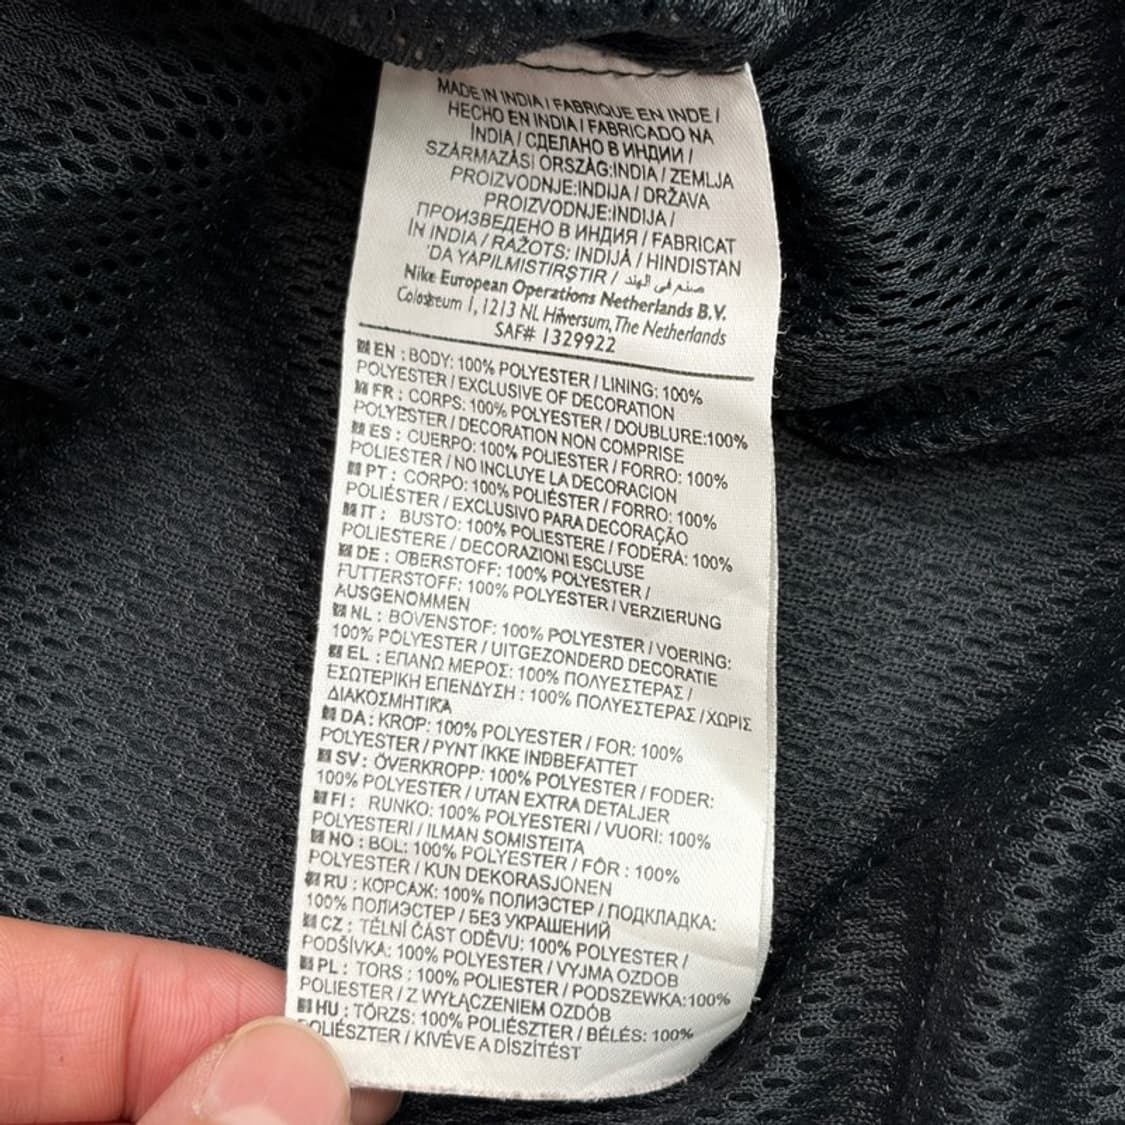 MADE IN INDIA / FABRIQUE EN INDE /
HECHO EN INDIA / FABRICADO NA
ÍNDIA / СДЕЛАНО В ИНДИИ /
SZÁRMAZÁSI ORSZÁG:INDIA / ZEMLJA
PROIZVODNJE:INDIJA / DRŽAVA
PROIZVODNJE:INDIJA /
ПРОИЗВЕДЕНО В ИНДИЯ / FABRICAT
ÎN INDIA / RAŽOTS: INDIJĀ / HINDISTAN
'DA YAPILMISTIRŞTIR / صنع في الهند
Nike European Operations Netherlands B.V.
Colosseum 1, 1213 NL Hilversum, The Netherlands
SAF# 1329922
EN : BODY: 100% POLYESTER / LINING: 100%
POLYESTER / EXCLUSIVE OF DECORATION
FR : CORPS: 100% POLYESTER / DOUBLURE:100%
POLYESTER / DECORATION NON COMPRISE
ES : CUERPO: 100% POLIESTER / FORRO: 100%
POLIESTER / NO INCLUYE LA DECORACION
PT : CORPO: 100% POLIÉSTER / FORRO: 100%
POLIÉSTER / EXCLUSIVO PARA DECORAÇÃO
IT : BUSTO: 100% POLIESTERE / FODERA: 100%
POLIESTERE / DECORAZIONI ESCLUSE
DE : OBERSTOFF: 100% POLYESTER /
FUTTERSTOFF: 100% POLYESTER / VERZIERUNG
AUSGENOMMEN
NL : BOVENSTOF: 100% POLYESTER / VOERING:
100% POLYESTER / UITGEZONDERD DECORATIE
EL : ΕΠΑΝΩ ΜΕΡΟΣ: 100% ΠΟΛΥΕΣΤΕΡΑΣ /
ΕΣΩΤΕΡΙΚΗ ΕΠΕΝΔΥΣΗ : 100% ΠΟΛΥΕΣΤΕΡΑΣ / ΧΩΡΙΣ
ΔΙΑΚΟΣΜΗΤΙΚΑ
DA : KROP: 100% POLYESTER / FOR: 100%
POLYESTER / PYNT IKKE INDBEFATTET
SV : ÖVERKROPP: 100% POLYESTER / FODER:
100% POLYESTER / UTAN EXTRA DETALJER
FI : RUNKO: 100% POLYESTERI / VUORI: 100%
POLYESTERI / ILMAN SOMISTEITA
NO : BOL: 100% POLYESTER / FÔR : 100%
POLYESTER / KUN DEKORASJONEN
RU : КОРСАЖ: 100% ПОЛИЭСТЕР / ПОДКЛАДКА:
100% ПОЛИЭСТЕР / БЕЗ УКРАШЕНИЙ
CZ : TĚLNÍ ČÁST ODĚVU: 100% POLYESTER /
PODŠÍVKA: 100% POLYESTER / VYJMA OZDOB
PL : TORS : 100% POLIESTER / PODSZEWKA:100%
POLIESTER / Z WYŁĄCZENIEM OZDÓB
HU : TÖRZS: 100% POLIÉSZTER / BÉLÉS: 100%
POLIÉSZTER / KIVÉVE A DÍSZÍTÉST